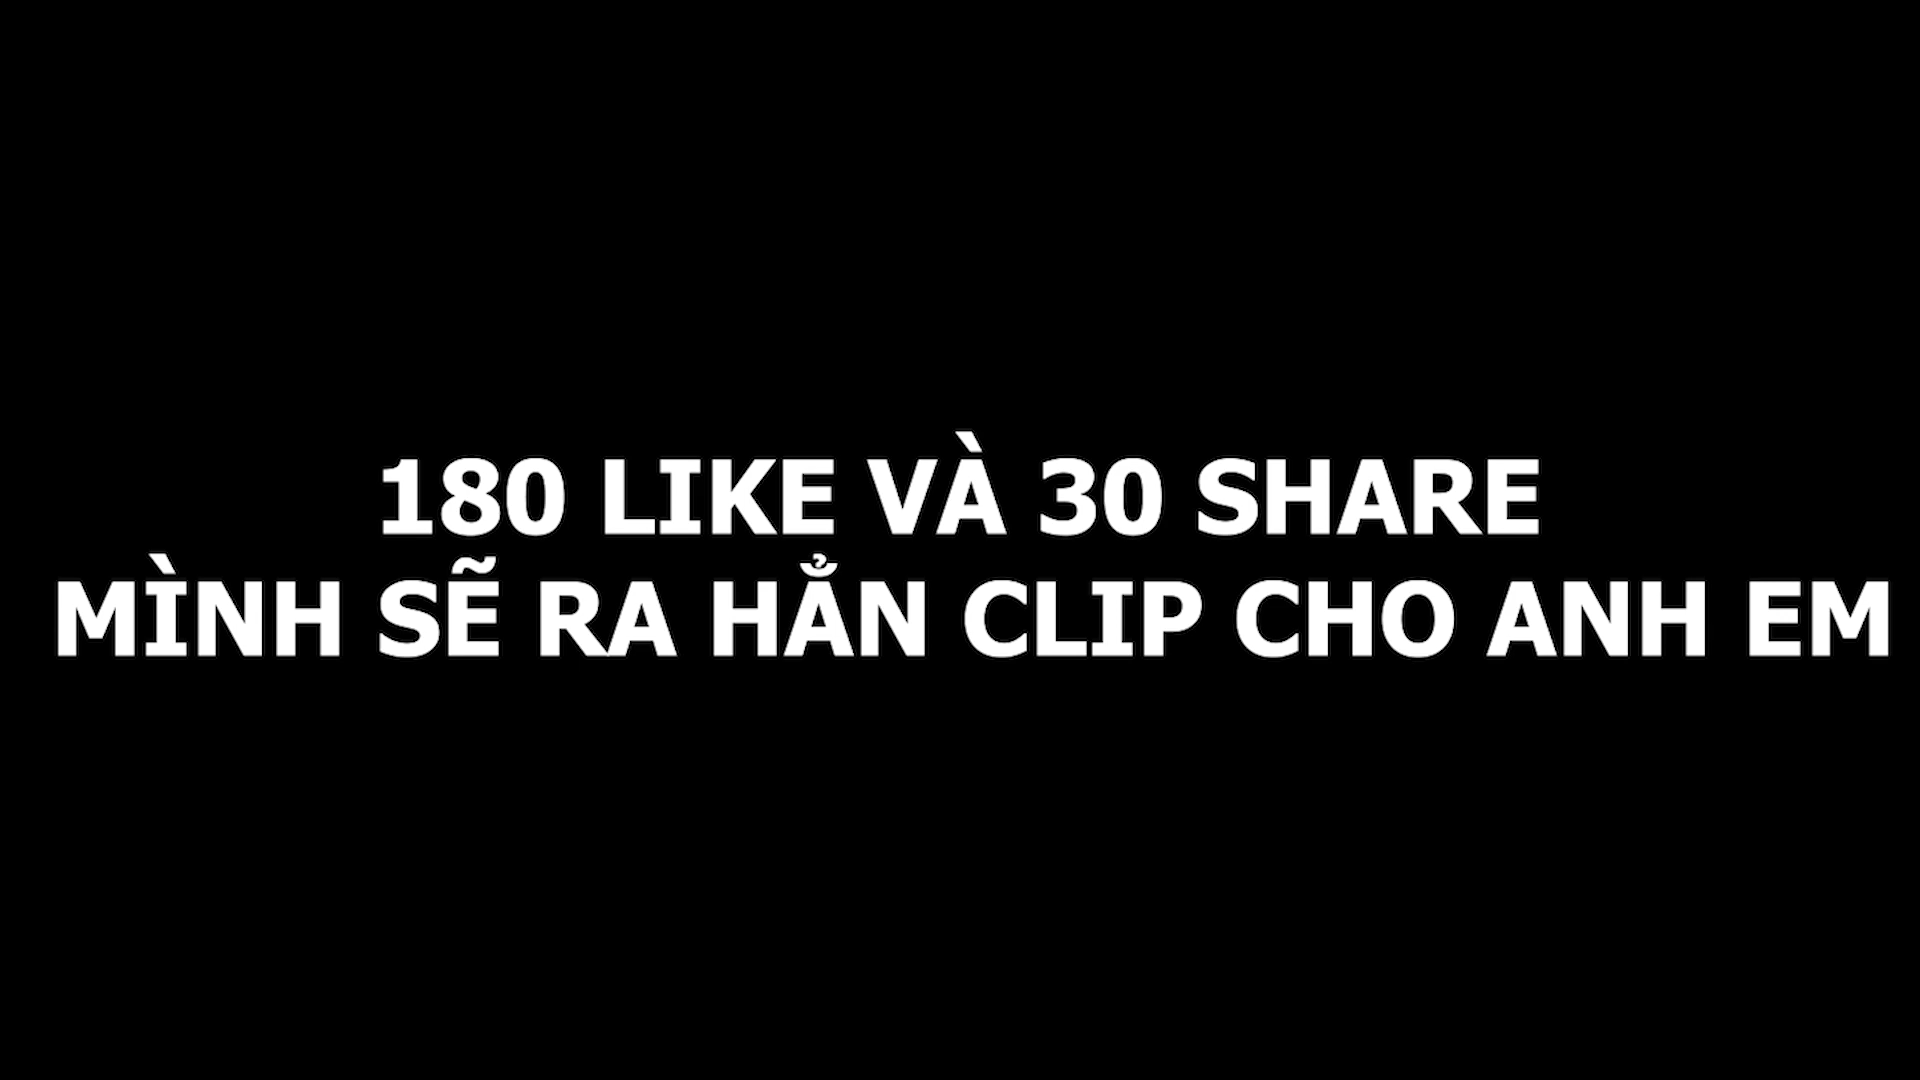 180 LIKE VÀ 30 SHARE
MÌNH SẼ RA HẲN CLIP CHO ANH EM